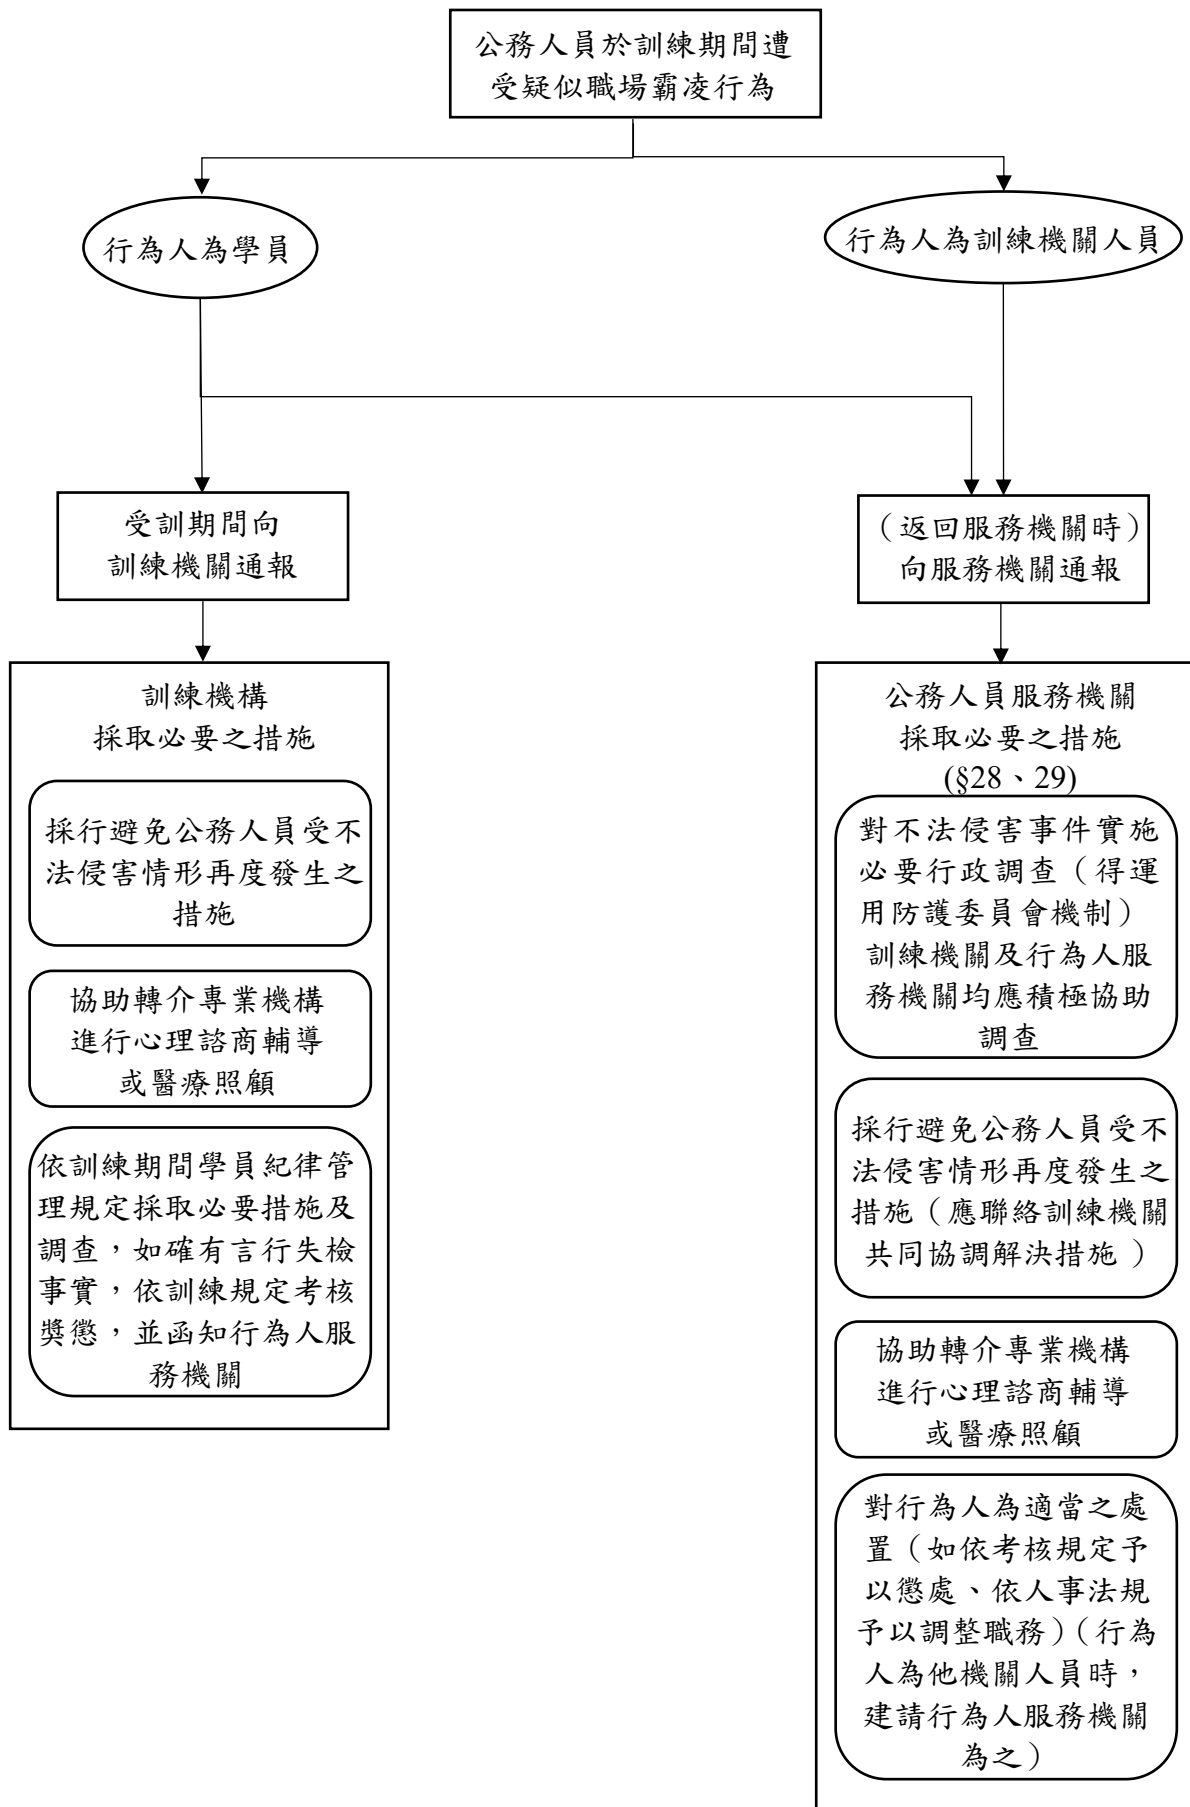 公務人員於訓練期間遭
受疑似職場霸凌行為
行為人為學員
行為人為訓練機關人員
受訓期間向
訓練機關通報
（返回服務機關時）
向服務機關通報
訓練機構
採取必要之措施
採行避免公務人員受不
法侵害情形再度發生之
措施
協助轉介專業機構
進行心理諮商輔導
或醫療照顧
依訓練期間學員紀律管
理規定採取必要措施及
調查，如確有言行失檢
事實，依訓練規定考核
獎懲，並函知行為人服
務機關
公務人員服務機關
採取必要之措施
(§28、29)
對不法侵害事件實施
必要行政調查（得運
用防護委員會機制）
訓練機關及行為人服
務機關均應積極協助
調查
採行避免公務人員受不
法侵害情形再度發生之
措施（應聯絡訓練機關
共同協調解決措施 ）
協助轉介專業機構
進行心理諮商輔導
或醫療照顧
對行為人為適當之處
置（如依考核規定予
以懲處、依人事法規
予以調整職務）（行為
人為他機關人員時，
建請行為人服務機關
為之）